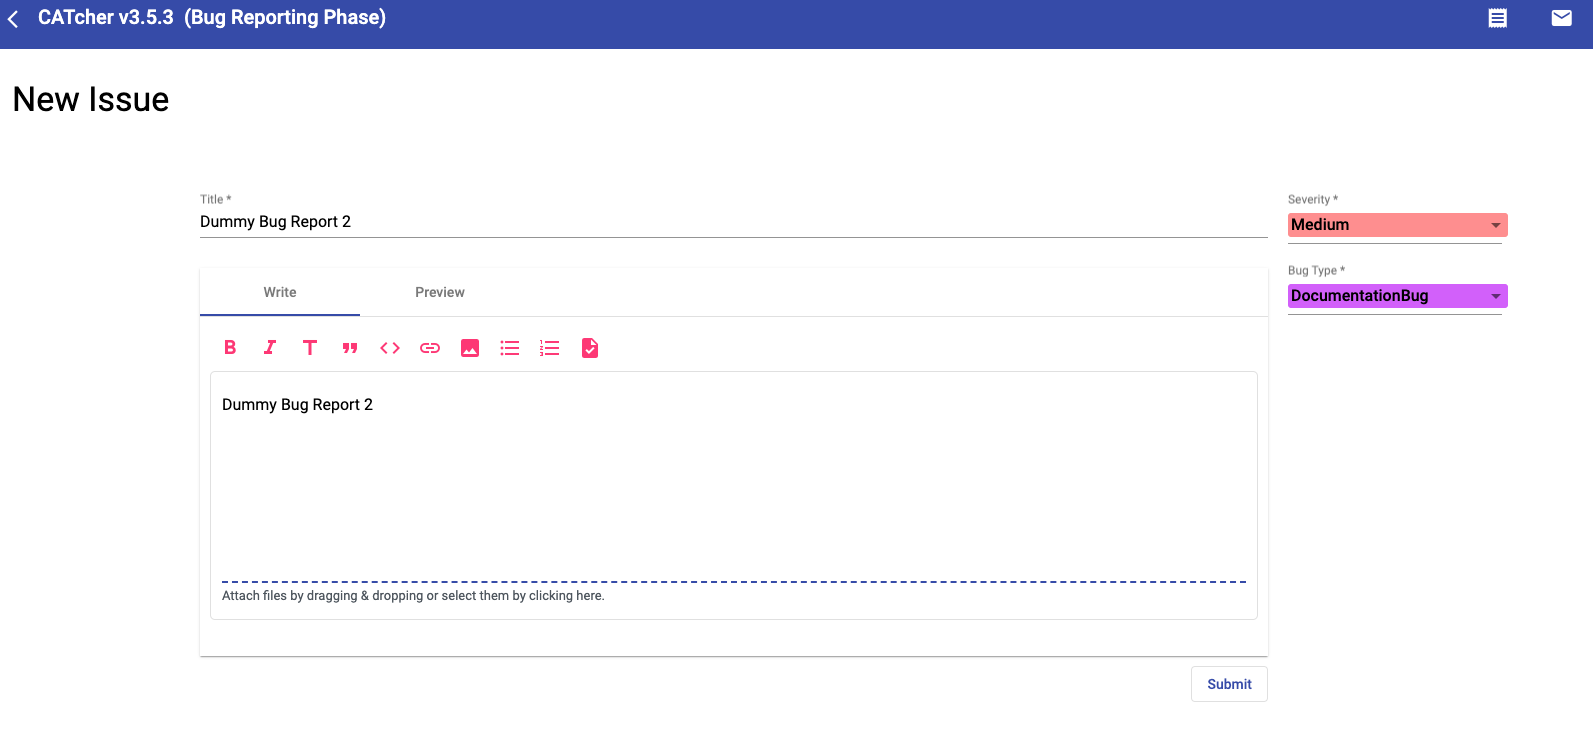 CATcher v3.5.3 (Bug Reporting Phase)
New Issue
Title *
Dummy Bug Report 2
Severity *
Medium
Bug Type *
DocumentationBug
Write Preview
Dummy Bug Report 2
Attach files by dragging & dropping or select them by clicking here.
Submit